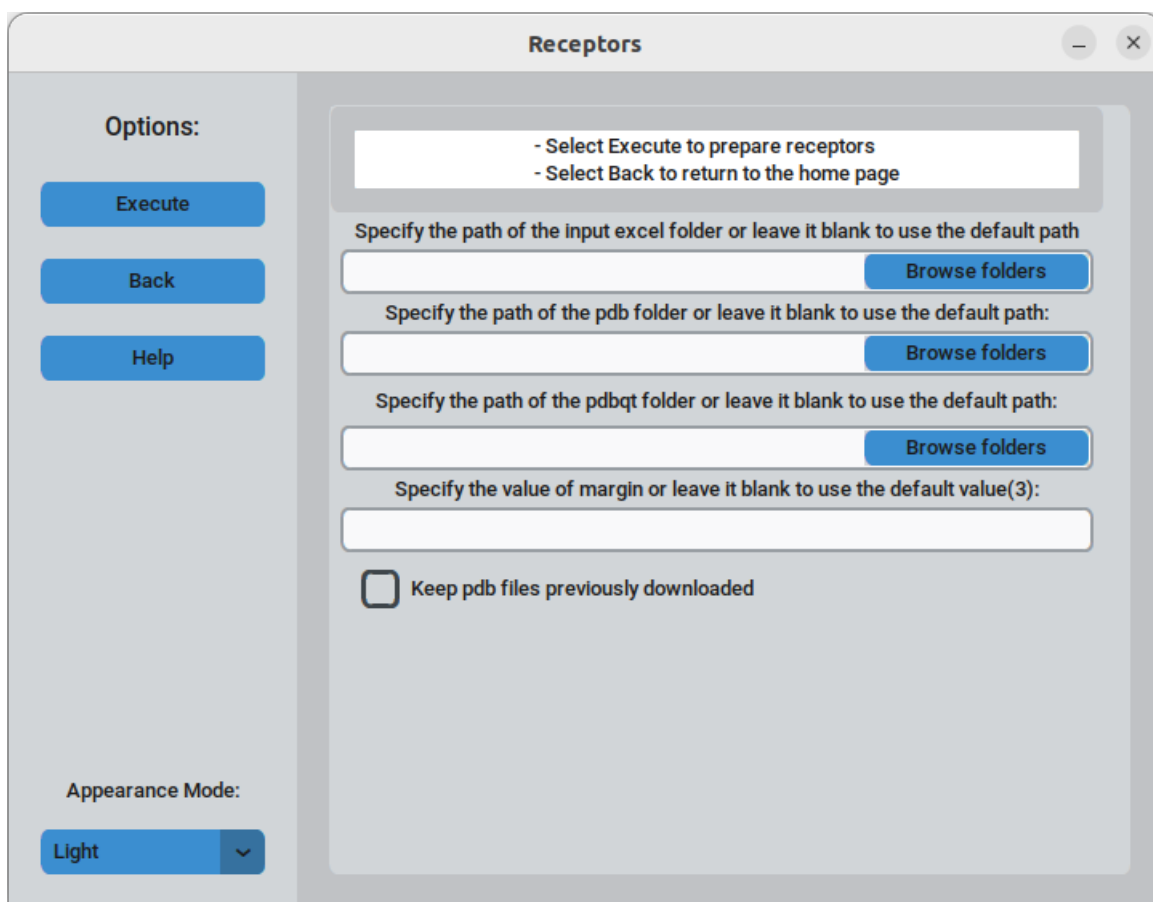 Receptors
Options:
Execute
Back
Help
Appearance Mode:
Light
- Select Execute to prepare receptors
- Select Back to return to the home page
Specify the path of the input excel folder or leave it blank to use the default path
Browse folders
Specify the path of the pdb folder or leave it blank to use the default path:
Browse folders
Specify the path of the pdbqt folder or leave it blank to use the default path:
Browse folders
Specify the value of margin or leave it blank to use the default value(3):
Keep pdb files previously downloaded